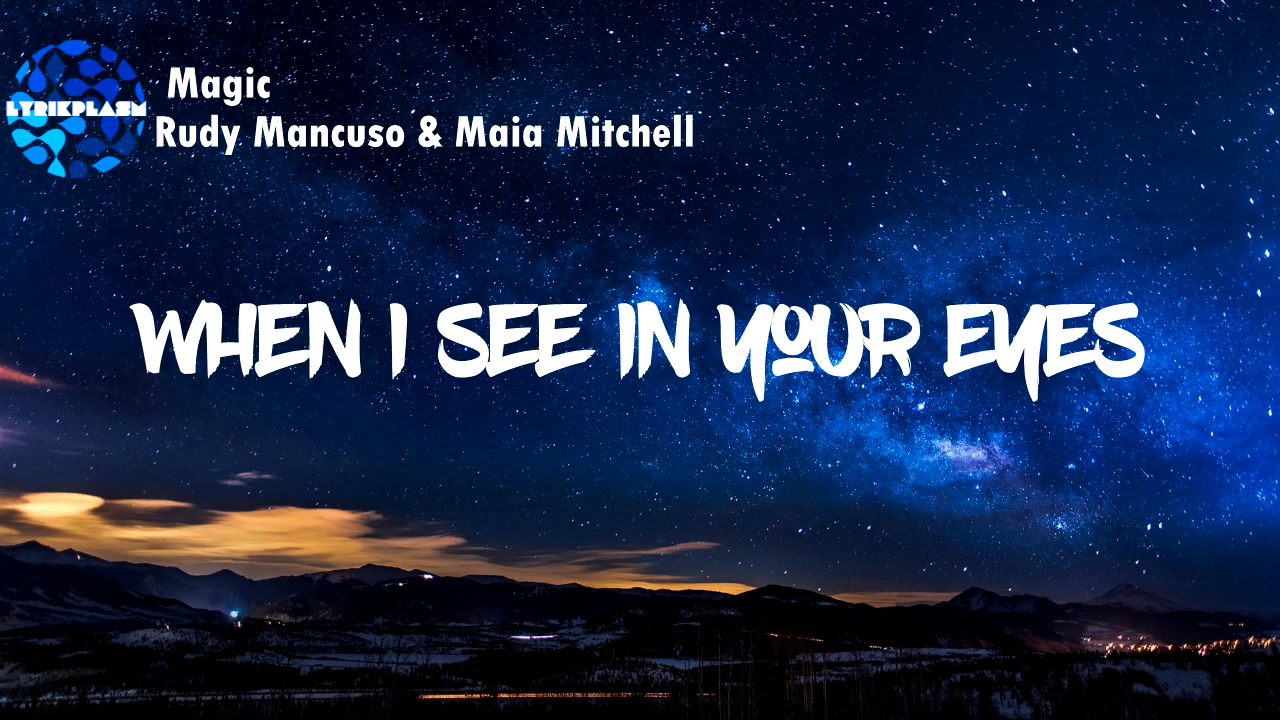 Magic
LYRIKPLASM
Rudy Mancuso & Maia Mitchell
WHEN I SEE IN YOUR EYES